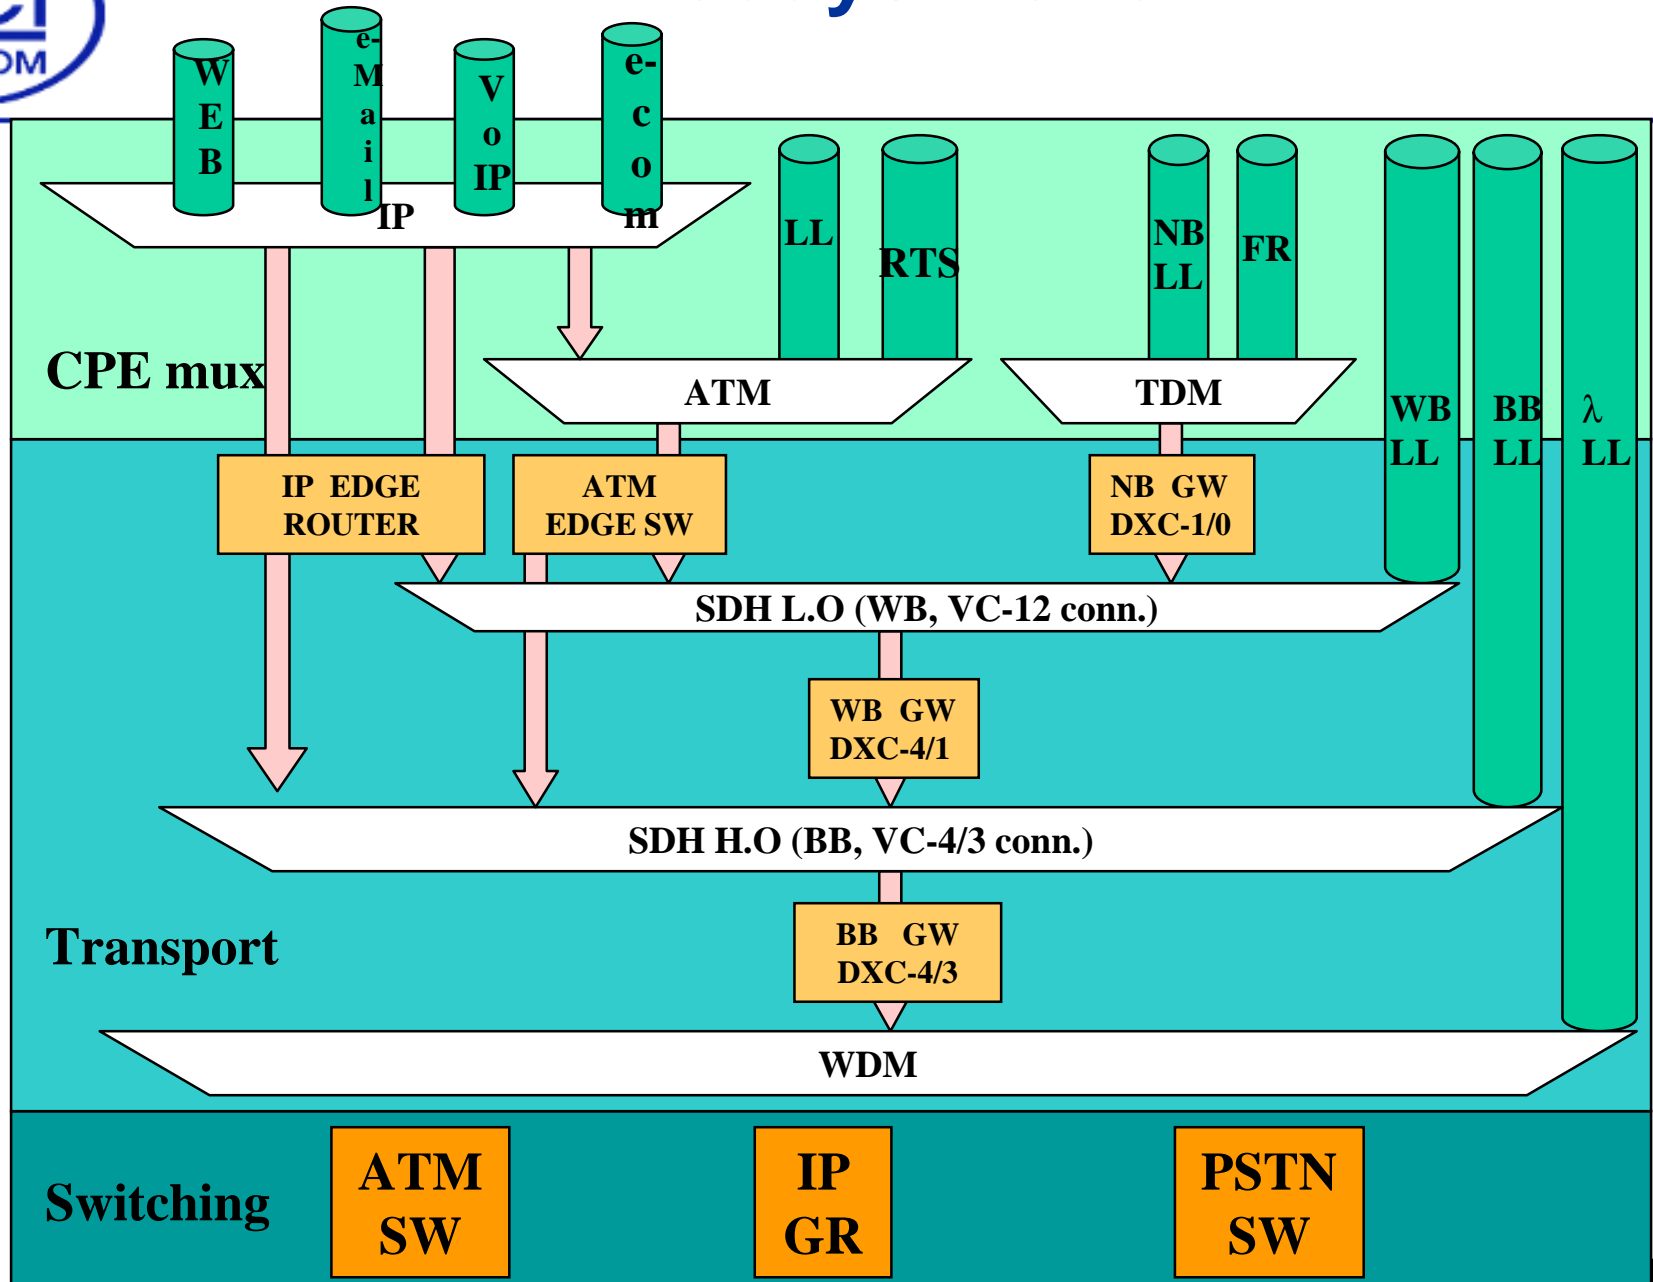 OM
WEB
e-Mail
VoIP
e-com
IP
LL
RTS
NB
LL
FR
CPE mux
ATM
TDM
WB
LL
BB
LL
λ
LL
IP EDGE
ROUTER
ATM
EDGE SW
NB GW
DXC-1/0
SDH L.O (WB, VC-12 conn.)
WB GW
DXC-4/1
SDH H.O (BB, VC-4/3 conn.)
BB GW
DXC-4/3
Transport
WDM
Switching
ATM
SW
IP
GR
PSTN
SW